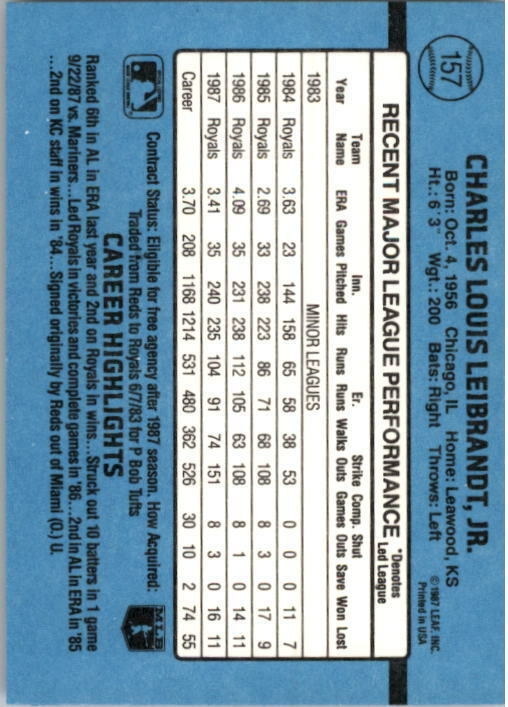 157
CHARLES LOUIS LEIBRANDT, JR.
Born: Oct. 4, 1956 Chicago, IL Home: Leawood, KS
Ht.: 6' 3" Wgt.: 200 Bats: Right Throws: Left
©1987 LEAF, INC.
Printed in USA
RECENT MAJOR LEAGUE PERFORMANCE
*Denotes
Led League
Team Inn. Er. Strike Comp. Shut
Year Name ERA Games Pitched Hits Runs Runs Walks Outs Games Outs Save Won Lost
1983 MINOR LEAGUES
1984 Royals 3.63 23 144 158 65 58 38 53 0 0 0 11 7
1985 Royals 2.69 33 238 223 86 71 68 108 8 3 0 17 9
1986 Royals 4.09 35 231 238 112 105 63 108 8 1 0 14 11
1987 Royals 3.41 35 240 235 104 91 74 151 8 3 0 16 11
Career 3.70 208 1168 1214 531 480 362 526 30 10 2 74 55
Contract Status: Eligible for free agency after 1987 season. How Acquired:
Traded from Reds to Royals 6/7/83 for P Bob Tufts
MLB
CAREER HIGHLIGHTS
Ranked 6th in AL in ERA last year and 2nd on Royals in wins...Struck out 10 batters in 1 game
9/22/87 vs. Mariners...Led Royals in victories and complete games in '86...2nd in AL in ERA in '85
...2nd on KC staff in wins in '84...Signed originally by Reds out of Miami (O.) U.